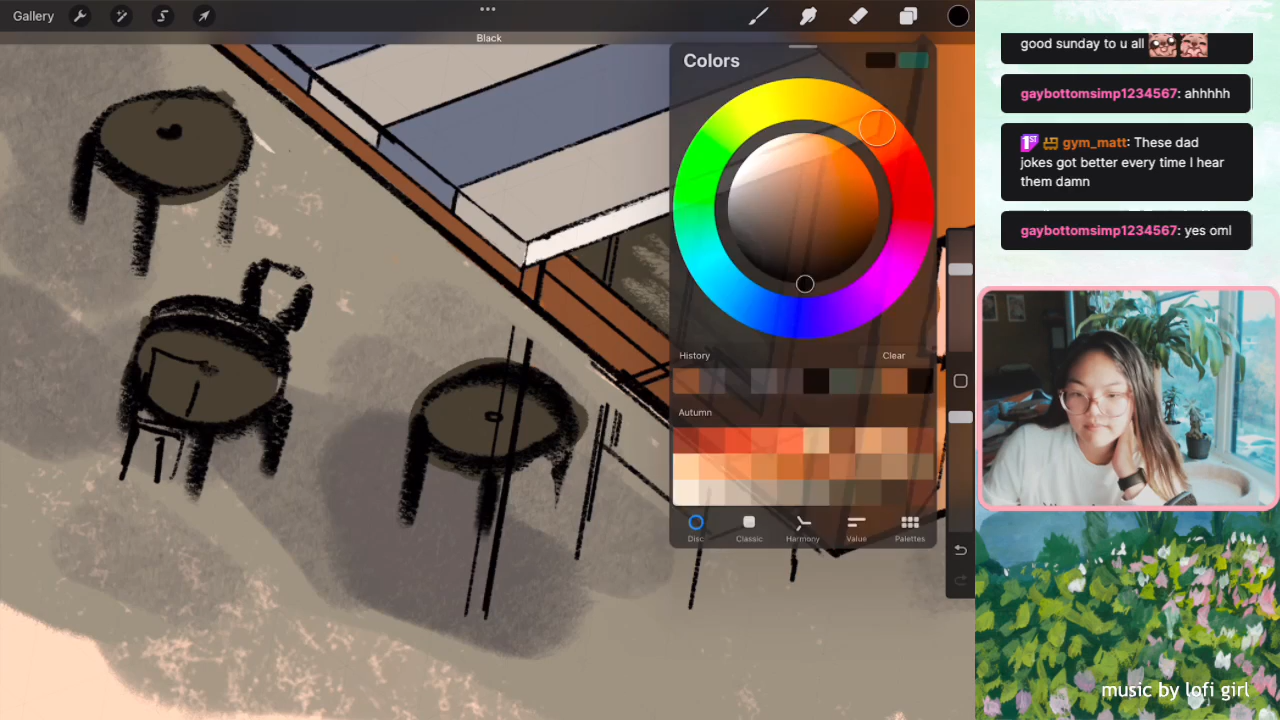 Gallery
Black
Colors
History
Clear
Autumn
Disc
Classic
Harmony
Value
Palettes
good sunday to u all
gaybottomsimp1234567: ahhhhh
1ST gym_matt: These dad
jokes got better every time I hear
them damn
gaybottomsimp1234567: yes oml
music by lofi girl